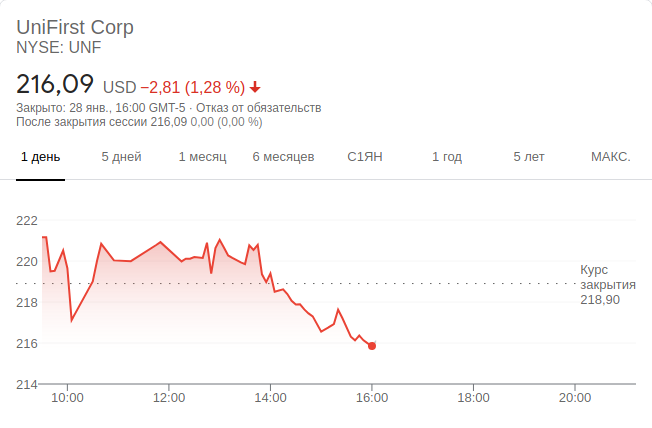 UniFirst Corp
NYSE: UNF
216,09 USD −2,81 (1,28 %)
Закрыто: 28 янв., 16:00 GMT-5 · Отказ от обязательств
После закрытия сессии 216,09 0,00 (0,00 %)
1 день 5 дней 1 месяц 6 месяцев С1ЯН 1 год 5 лет МАКС.
222
220
Курс
закрытия
218,90
218
216
214
10:00 12:00 14:00 16:00 18:00 20:00